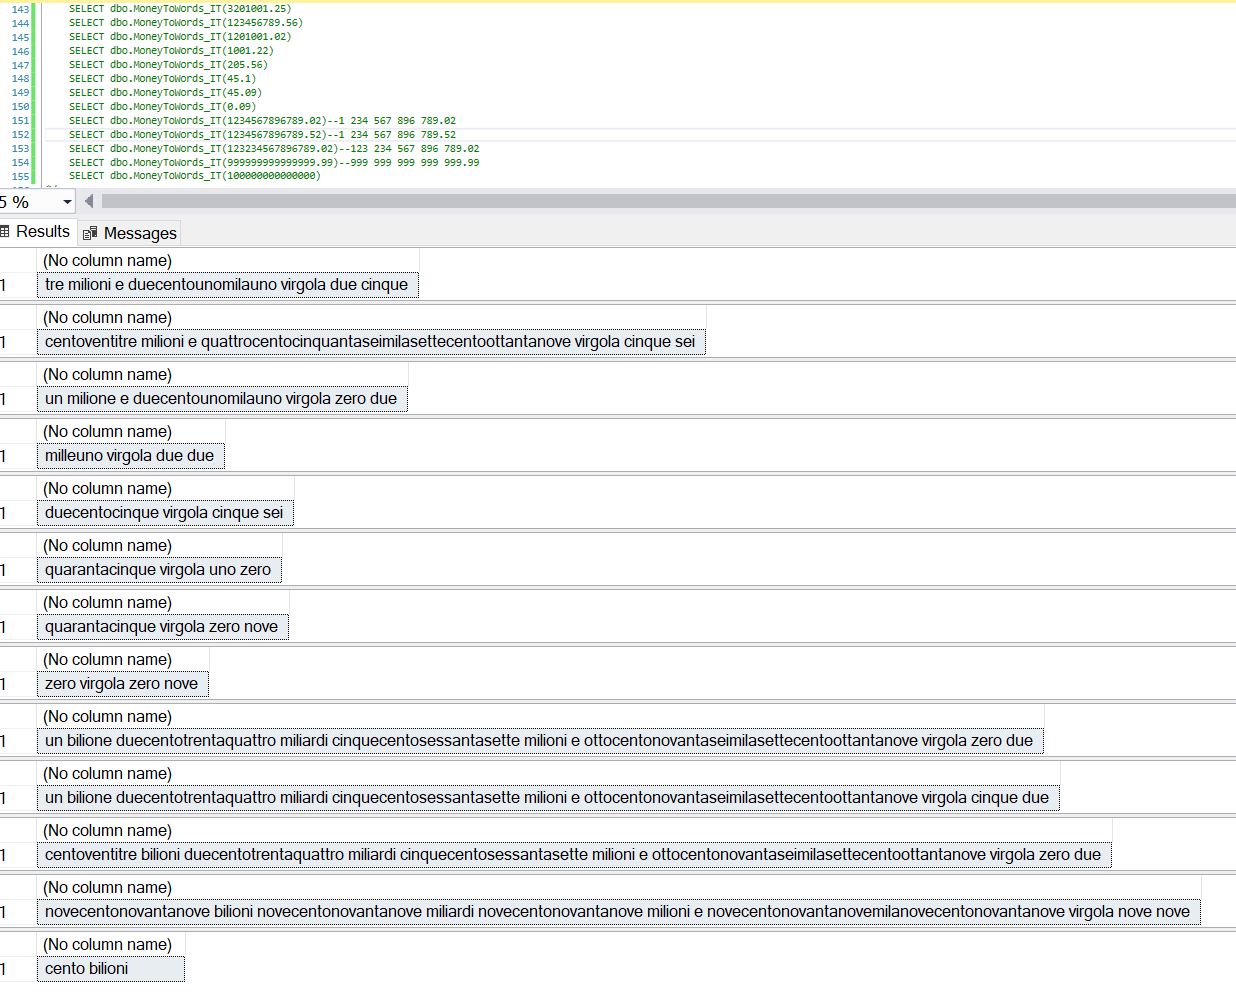 143 SELECT dbo.MoneyToWords_IT(3201001.25)
144 SELECT dbo.MoneyToWords_IT(123456789.56)
145 SELECT dbo.MoneyToWords_IT(1201001.02)
146 SELECT dbo.MoneyToWords_IT(1001.22)
147 SELECT dbo.MoneyToWords_IT(205.56)
148 SELECT dbo.MoneyToWords_IT(45.1)
149 SELECT dbo.MoneyToWords_IT(45.09)
150 SELECT dbo.MoneyToWords_IT(0.09)
151 SELECT dbo.MoneyToWords_IT(1234567896789.02)--1 234 567 896 789.02
152 SELECT dbo.MoneyToWords_IT(1234567896789.52)--1 234 567 896 789.52
153 SELECT dbo.MoneyToWords_IT(123234567896789.02)--123 234 567 896 789.02
154 SELECT dbo.MoneyToWords_IT(999999999999999.99)--999 999 999 999 999.99
155 SELECT dbo.MoneyToWords_IT(100000000000000)
5 %
Results Messages
(No column name)
1 tre milioni e duecentounomilauno virgola due cinque
(No column name)
1 centoventitre milioni e quattrocentocinquantaseimilasettecentoottantanove virgola cinque sei
(No column name)
1 un milione e duecentounomilauno virgola zero due
(No column name)
1 milleuno virgola due due
(No column name)
1 duecentocinque virgola cinque sei
(No column name)
1 quarantacinque virgola uno zero
(No column name)
1 quarantacinque virgola zero nove
(No column name)
1 zero virgola zero nove
(No column name)
1 un bilione duecentotrentaquattro miliardi cinquecentosessantasette milioni e ottocentonovantaseimilasettecentoottantanove virgola zero due
(No column name)
1 un bilione duecentotrentaquattro miliardi cinquecentosessantasette milioni e ottocentonovantaseimilasettecentoottantanove virgola cinque due
(No column name)
1 centoventitre bilioni duecentotrentaquattro miliardi cinquecentosessantasette milioni e ottocentonovantaseimilasettecentoottantanove virgola zero due
(No column name)
1 novecentonovantanove bilioni novecentonovantanove miliardi novecentonovantanove milioni e novecentonovantanovemilanovecentonovantanove virgola nove nove
(No column name)
1 cento bilioni